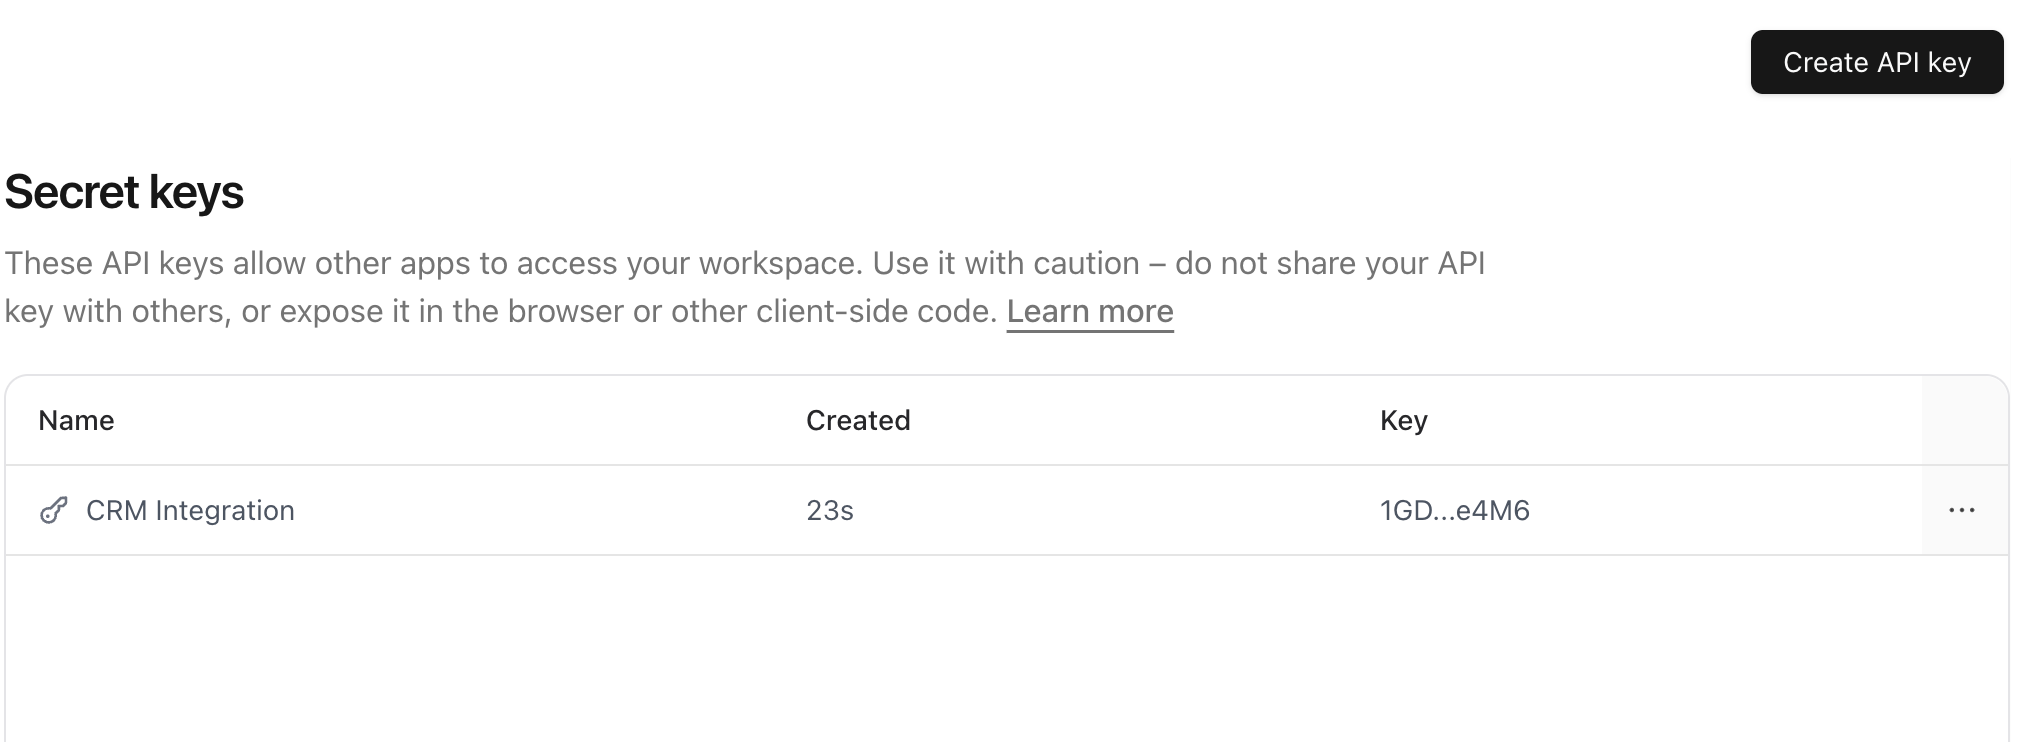 Create API key
Secret keys
These API keys allow other apps to access your workspace. Use it with caution – do not share your API
key with others, or expose it in the browser or other client-side code. Learn more
Name Created Key
CRM Integration 23s 1GD...e4M6